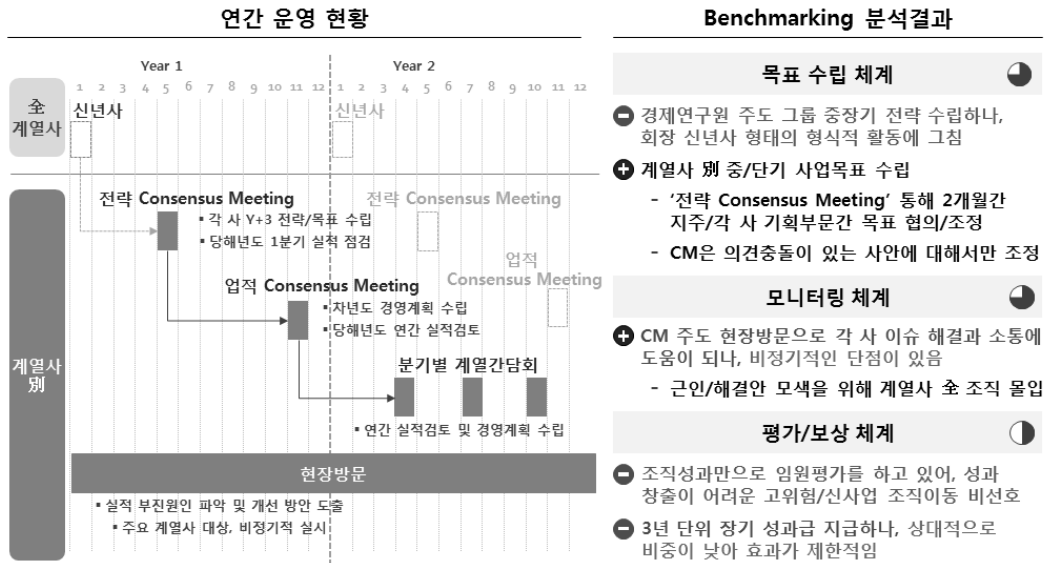 연간 운영 현황
Year 1
Year 2
1 2 3 4 5 6 7 8 9 10 11 12 1 2 3 4 5 6 7 8 9 10 11 12
全
계열사
신년사
신년사
계열사
別
전략 Consensus Meeting
▪ 각 사 Y+3 전략/목표 수립
▪ 당해년도 1분기 실적 점검
전략 Consensus Meeting
업적 Consensus Meeting
▪ 차년도 경영계획 수립
▪ 당해년도 연간 실적검토
업적
Consensus Meeting
분기별 계열간담회
▪ 연간 실적검토 및 경영계획 수립
현장방문
▪ 실적 부진원인 파악 및 개선 방안 도출
▪ 주요 계열사 대상, 비정기적 실시
Benchmarking 분석결과
목표 수립 체계
경제연구원 주도 그룹 중장기 전략 수립하나,
회장 신년사 형태의 형식적 활동에 그침
계열사 別 중/단기 사업목표 수립
- ‘전략 Consensus Meeting’ 통해 2개월간
지주/각 사 기획부문간 목표 협의/조정
- CM은 의견충돌이 있는 사안에 대해서만 조정
모니터링 체계
CM 주도 현장방문으로 각 사 이슈 해결과 소통에
도움이 되나, 비정기적인 단점이 있음
- 근인/해결안 모색을 위해 계열사 全 조직 몰입
평가/보상 체계
조직성과만으로 임원평가를 하고 있어, 성과
창출이 어려운 고위험/신사업 조직이동 비선호
3년 단위 장기 성과급 지급하나, 상대적으로
비중이 낮아 효과가 제한적임